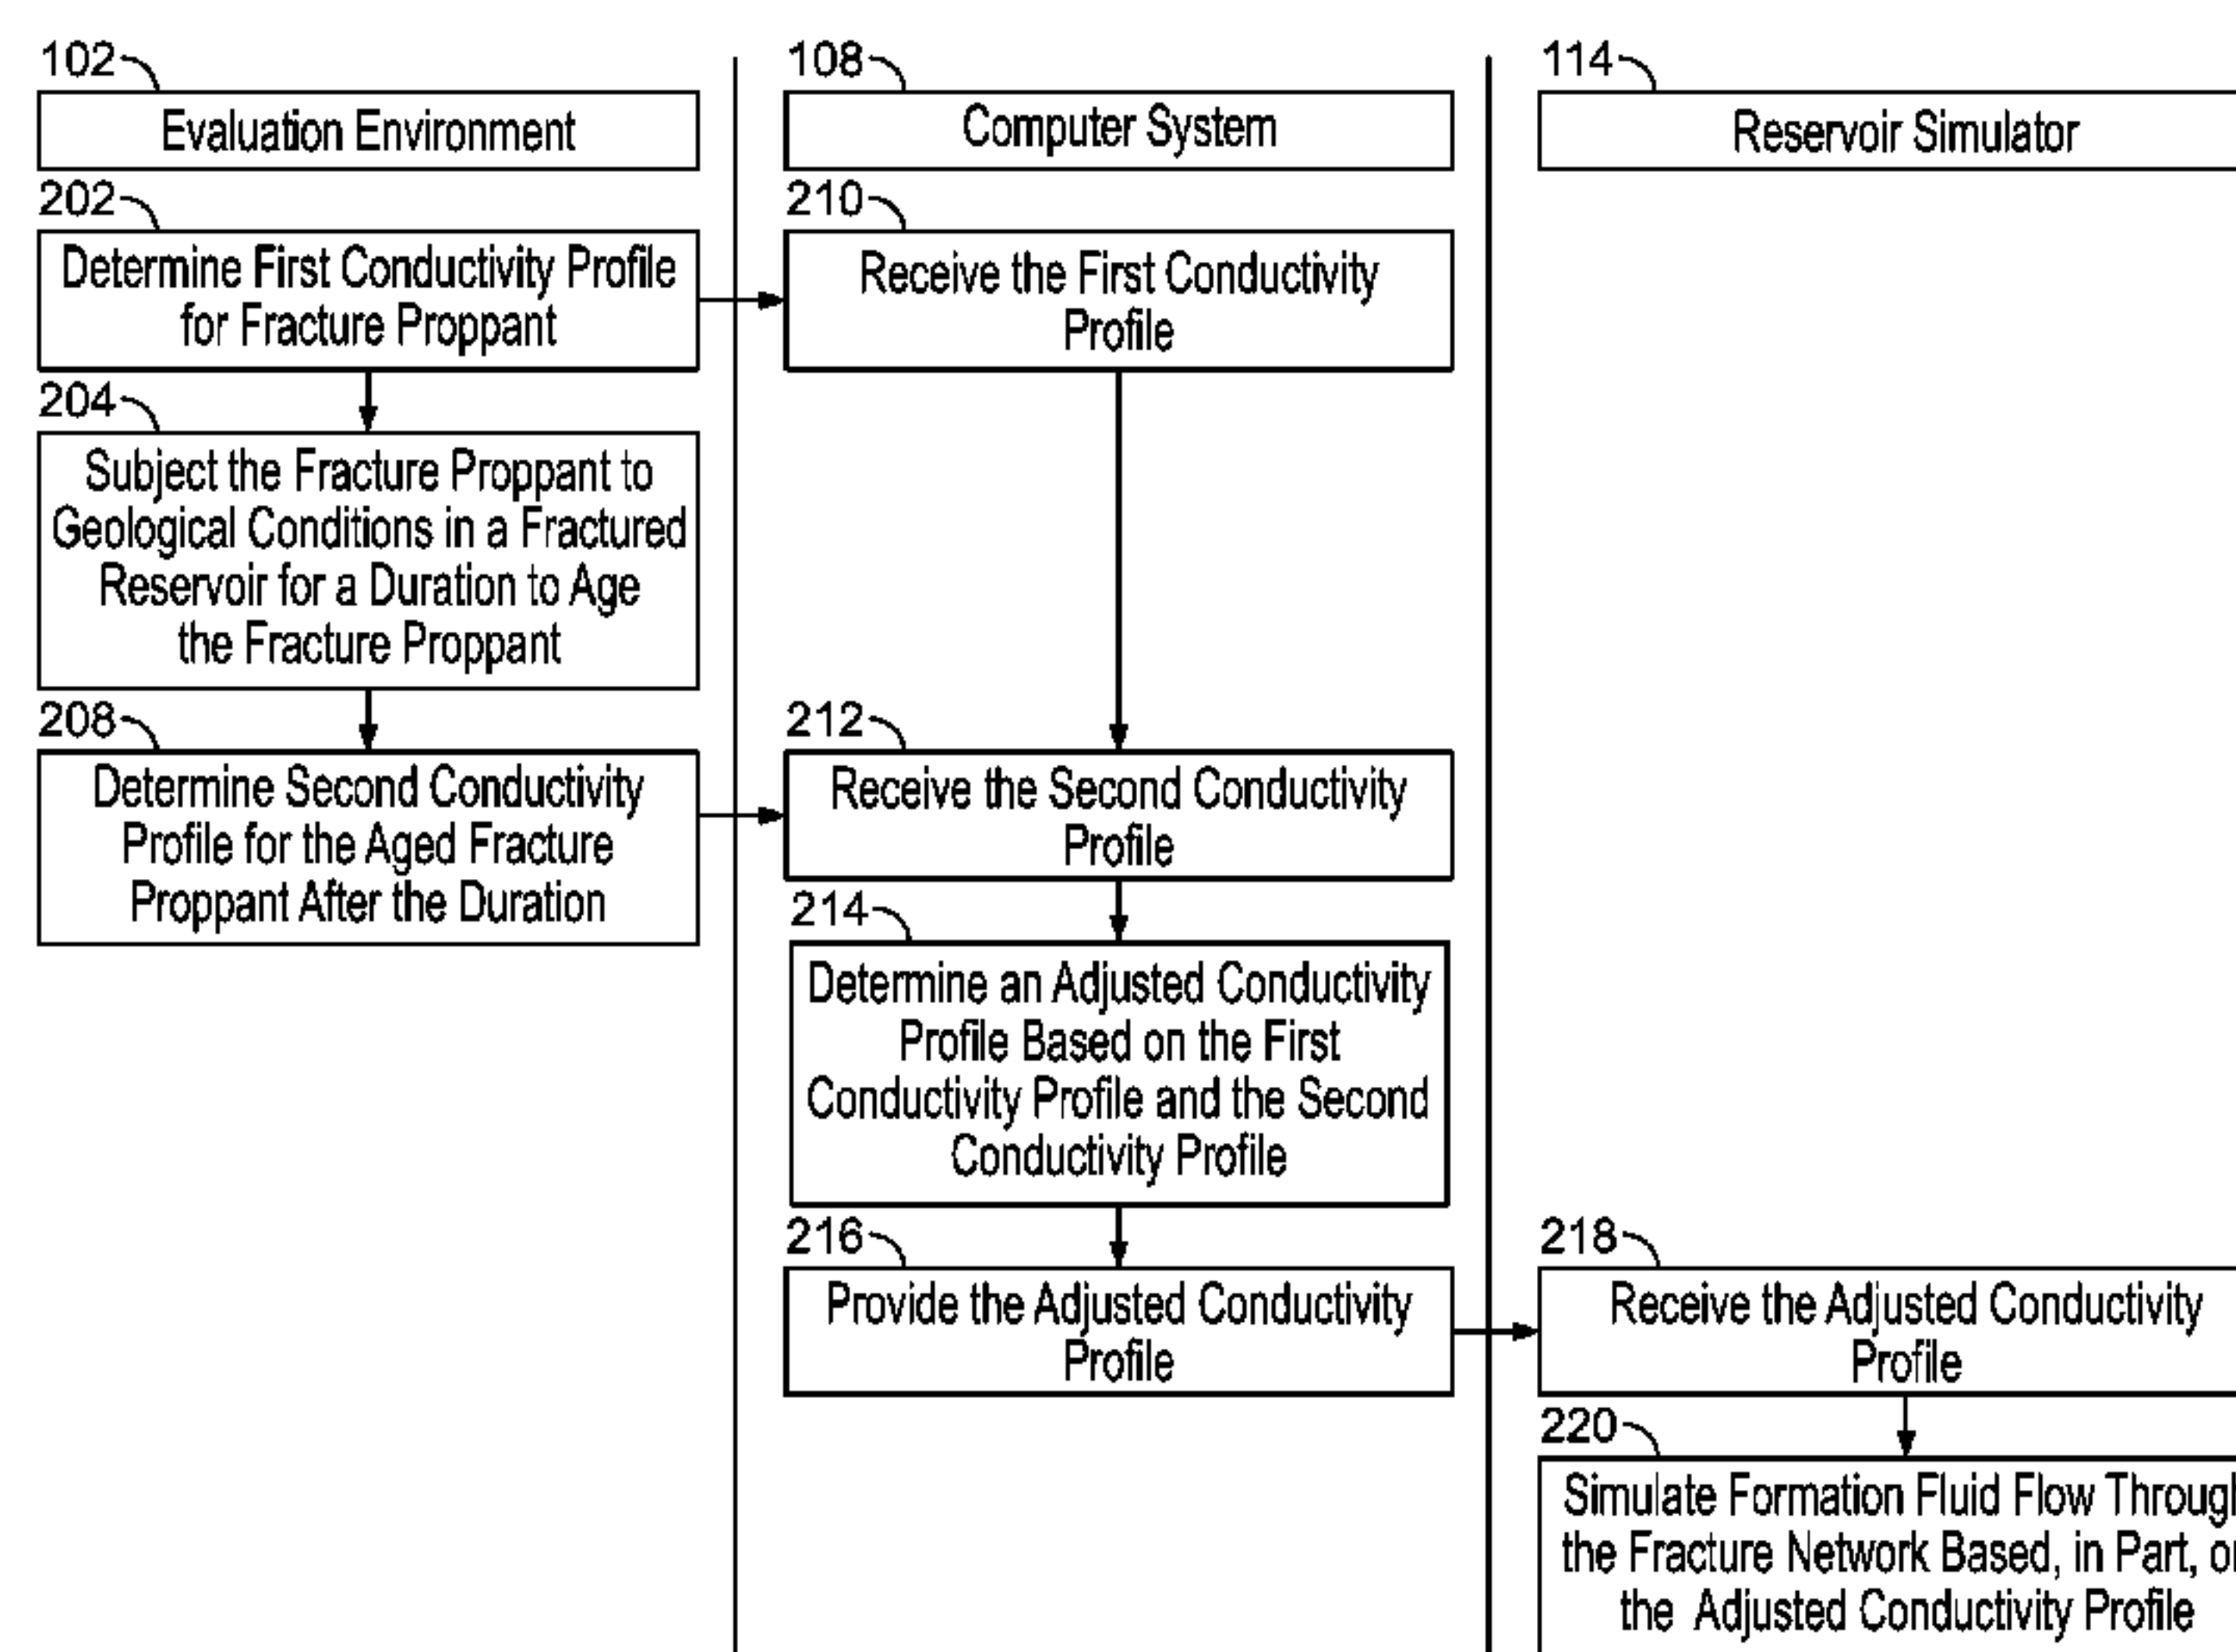 102
Evaluation Environment
202
Determine First Conductivity Profile
for Fracture Proppant
204
Subject the Fracture Proppant to
Geological Conditions in a Fractured
Reservoir for a Duration to Age
the Fracture Proppant
208
Determine Second Conductivity
Profile for the Aged Fracture
Proppant After the Duration
108
Computer System
210
Receive the First Conductivity
Profile
212
Receive the Second Conductivity
Profile
214
Determine an Adjusted Conductivity
Profile Based on the First
Conductivity Profile and the Second
Conductivity Profile
216
Provide the Adjusted Conductivity
Profile
114
Reservoir Simulator
218
Receive the Adjusted Conductivity
Profile
220
Simulate Formation Fluid Flow Through
the Fracture Network Based, in Part, on
the Adjusted Conductivity Profile